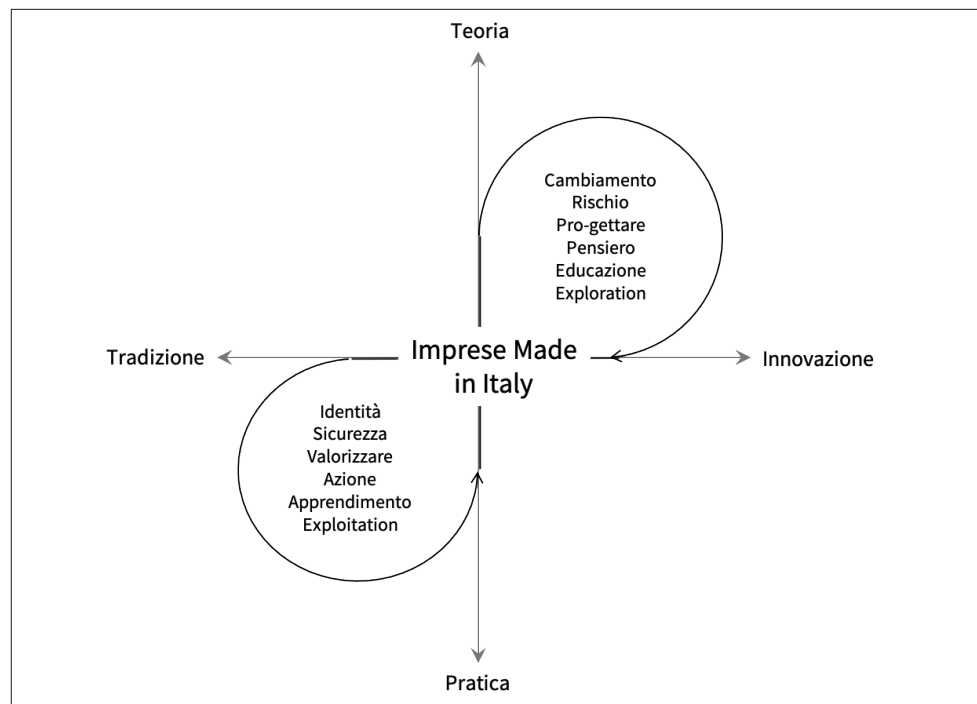 Teoria
Cambiamento
Rischio
Pro-gettare
Pensiero
Educazione
Exploration
Tradizione
Imprese Made
in Italy
Innovazione
Identità
Sicurezza
Valorizzare
Azione
Apprendimento
Exploitation
Pratica